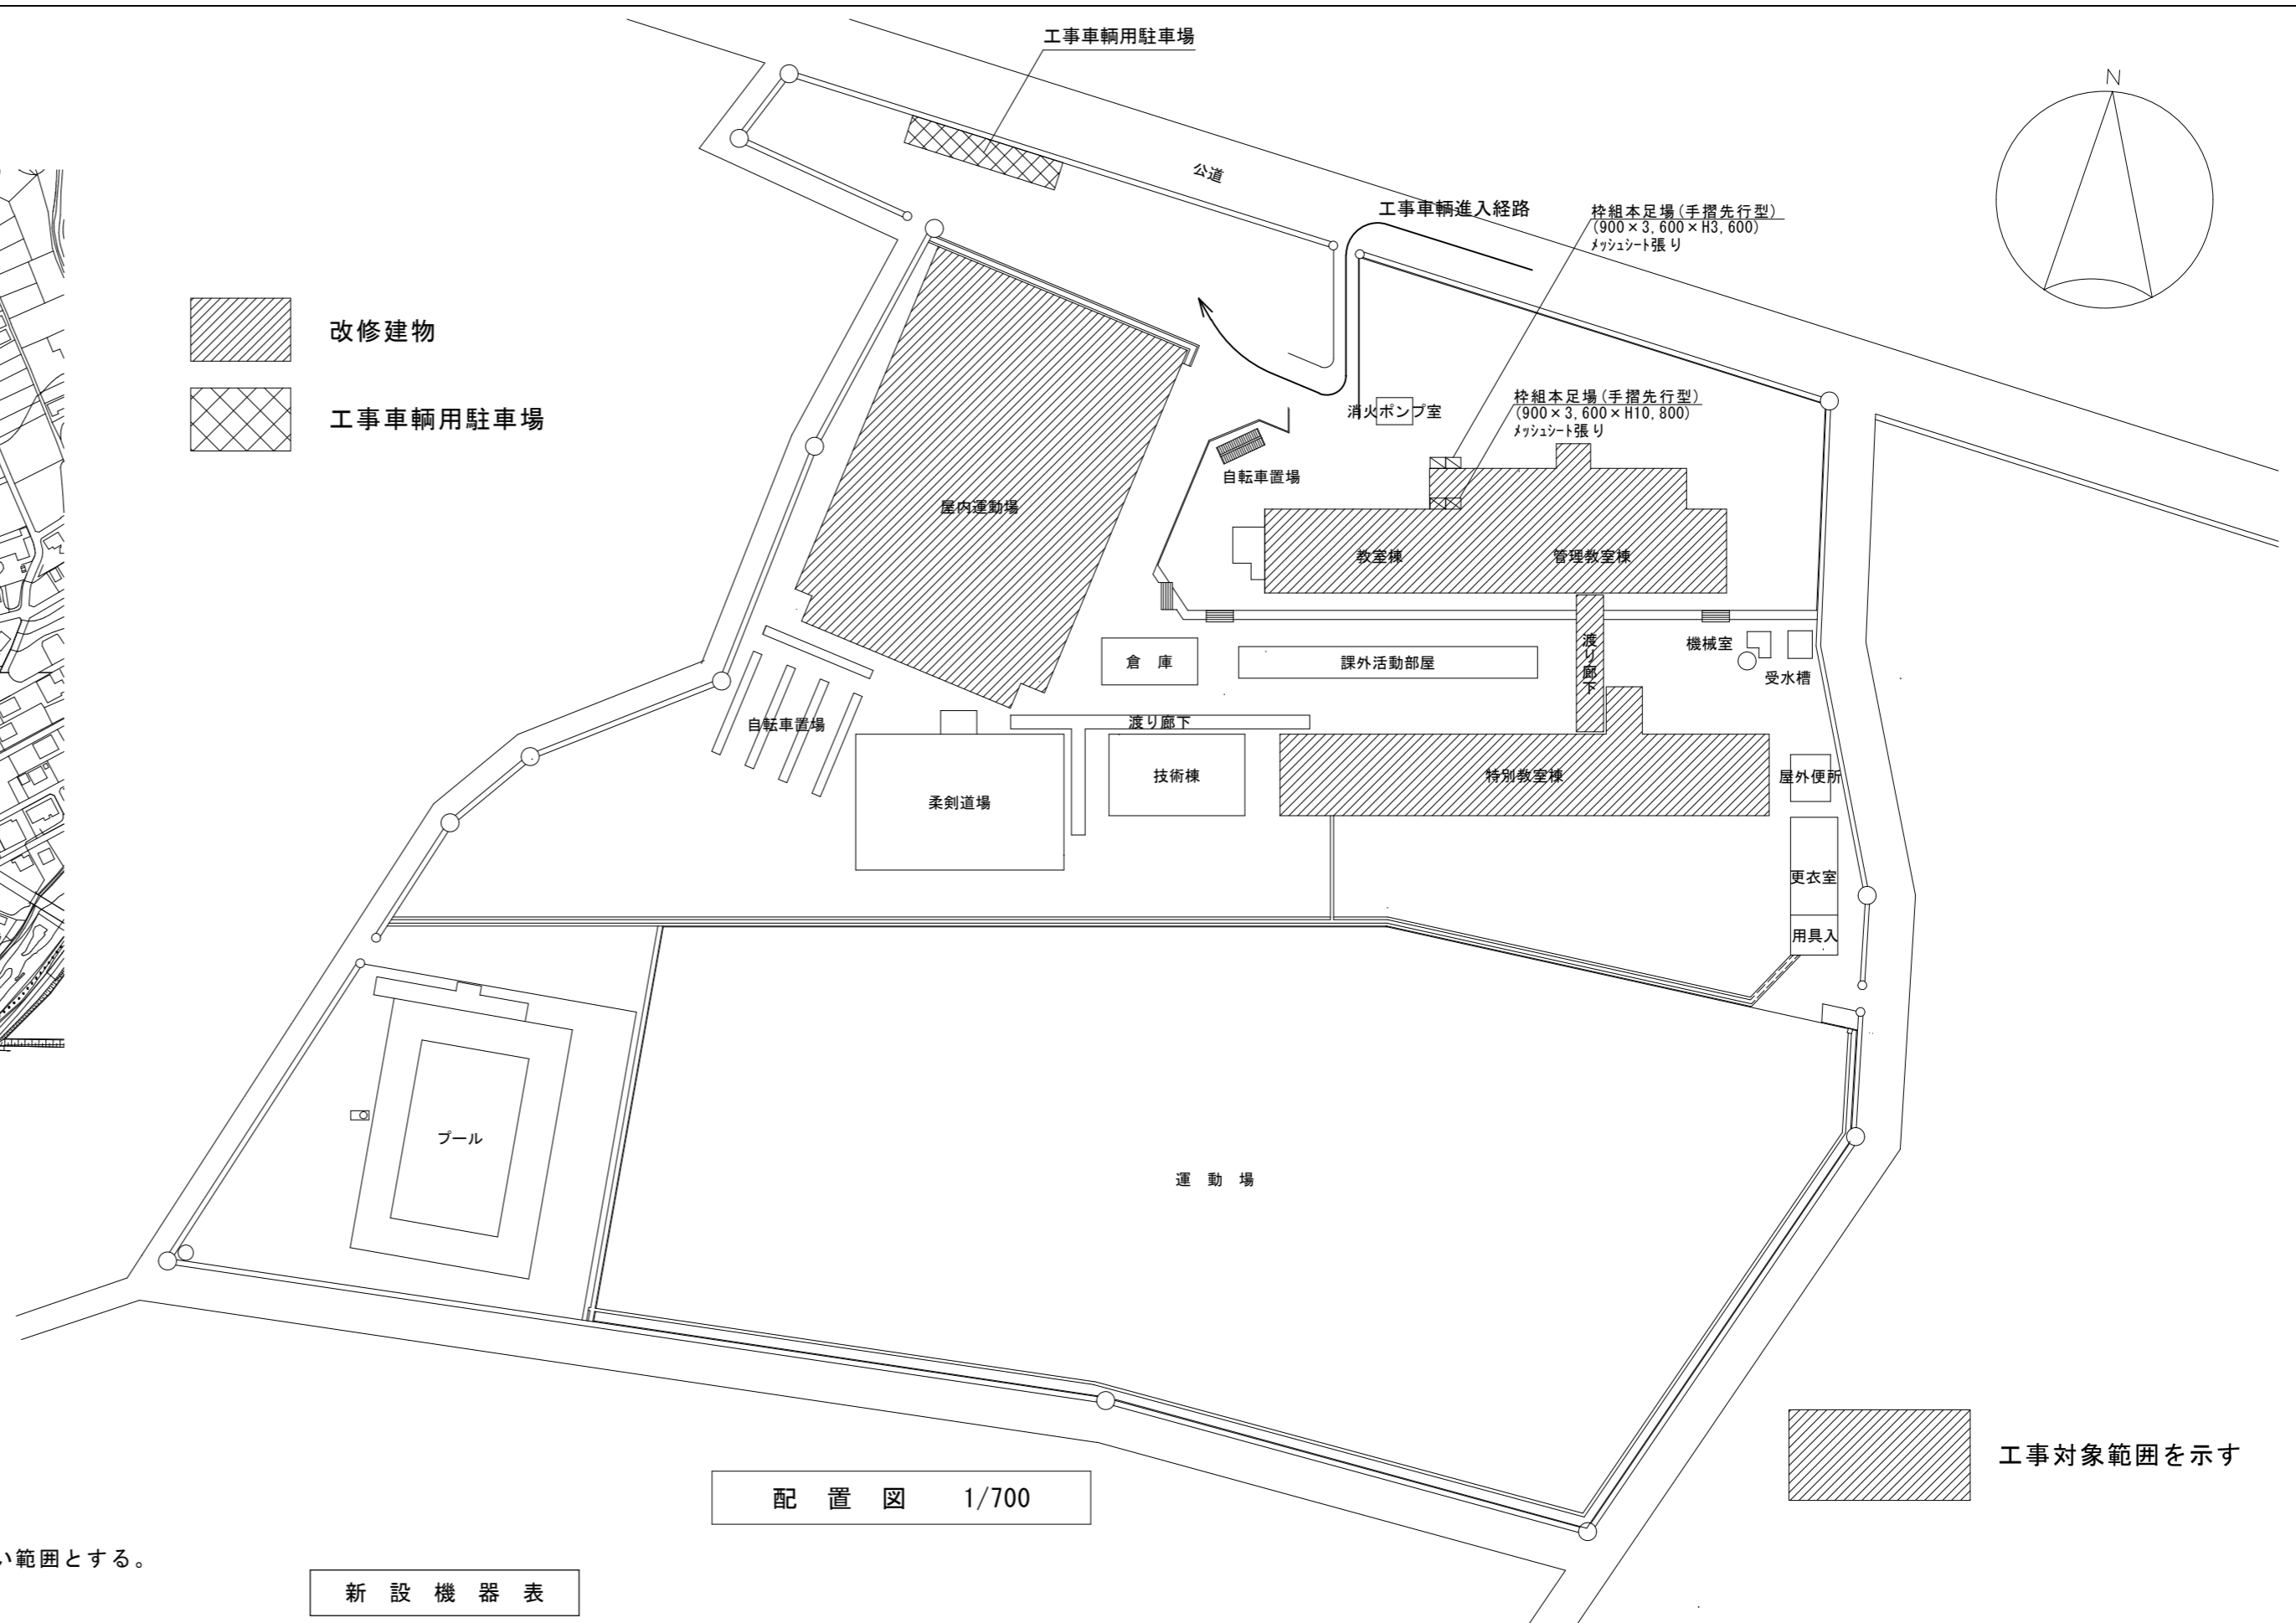 工事車輌用駐車場
N
公道
工事車輌進入経路
枠組本足場(手摺先行型)
(900×3,600×H3,600)
メッシュシート張り
改修建物
工事車輌用駐車場
枠組本足場(手摺先行型)
(900×3,600×H10,800)
メッシュシート張り
消火ポンプ室
自転車置場
屋内運動場
教室棟
管理教室棟
倉 庫
課外活動部屋
渡り廊下
機械室
受水槽
自転車置場
渡り廊下
柔剣道場
技術棟
特別教室棟
屋外便所
更衣室
用具入
プール
運 動 場
工事対象範囲を示す
配 置 図 1/700
い範囲とする。
新 設 機 器 表